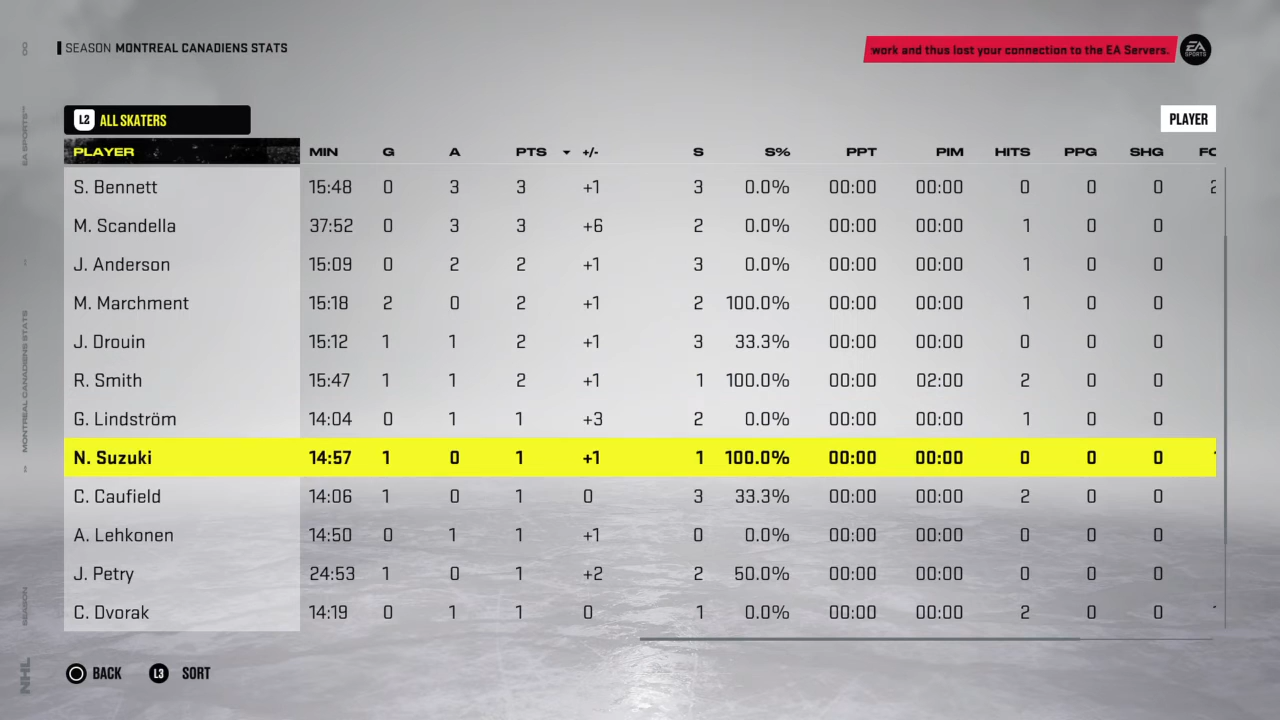 SEASON MONTREAL CANADIENS STATS
work and thus lost your connection to the EA Servers.
EA SPORTS
L2 ALL SKATERS
PLAYER
PLAYER MIN G A PTS +/- S S% PPT PIM HITS PPG SHG
S. Bennett 15:48 0 3 3 +1 3 0.0% 00:00 00:00 0 0 0
M. Scandella 37:52 0 3 3 +6 2 0.0% 00:00 00:00 1 0 0
J. Anderson 15:09 0 2 2 +1 3 0.0% 00:00 00:00 1 0 0
M. Marchment 15:18 2 0 2 +1 2 100.0% 00:00 00:00 1 0 0
J. Drouin 15:12 1 1 2 +1 3 33.3% 00:00 00:00 0 0 0
R. Smith 15:47 1 1 2 +1 1 100.0% 00:00 02:00 2 0 0
G. Lindström 14:04 0 1 1 +3 2 0.0% 00:00 00:00 1 0 0
N. Suzuki 14:57 1 0 1 +1 1 100.0% 00:00 00:00 0 0 0
C. Caufield 14:06 1 0 1 0 3 33.3% 00:00 00:00 2 0 0
A. Lehkonen 14:50 0 1 1 +1 0 0.0% 00:00 00:00 0 0 0
J. Petry 24:53 1 0 1 +2 2 50.0% 00:00 00:00 0 0 0
C. Dvorak 14:19 0 1 1 0 1 0.0% 00:00 00:00 2 0 0
BACK L3 SORT
EA SPORTS™
MONTREAL CANADIENS STATS
SEASON
NHL